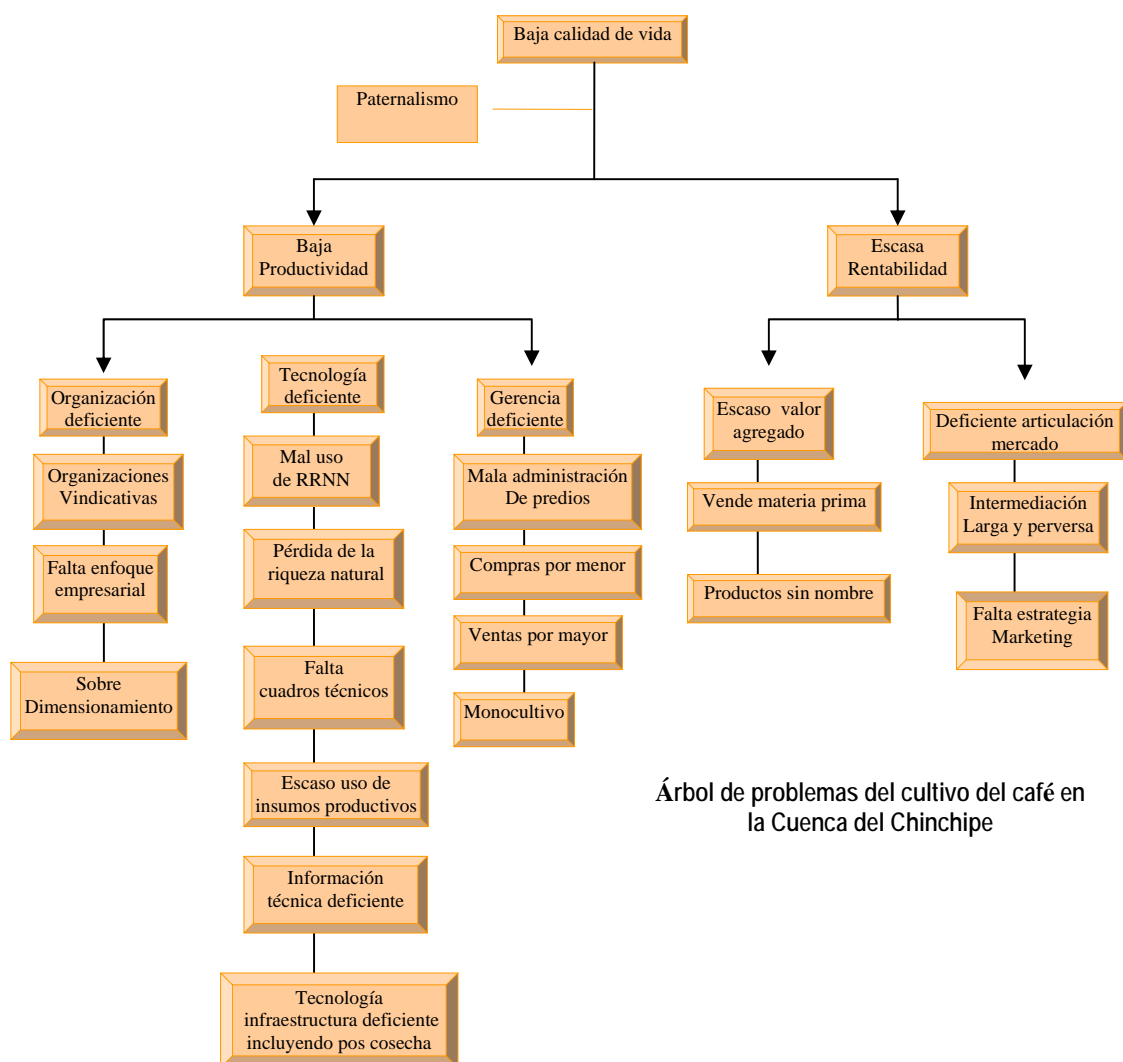 Baja calidad de vida
Paternalismo
Baja
Productividad
Escasa
Rentabilidad
Organización
deficiente
Organizaciones
Vindicativas
Falta enfoque
empresarial
Sobre
Dimensionamiento
Tecnología
deficiente
Mal uso
de RRNN
Pérdida de la
riqueza natural
Falta
cuadros técnicos
Escaso uso de
insumos productivos
Información
técnica deficiente
Tecnología
infraestructura deficiente
incluyendo pos cosecha
Gerencia
deficiente
Mala administración
De predios
Compras por menor
Ventas por mayor
Monocultivo
Escaso valor
agregado
Vende materia prima
Productos sin nombre
Deficiente articulación
mercado
Intermediación
Larga y perversa
Falta estrategia
Marketing
Árbol de problemas del cultivo del café en
la Cuenca del Chinchipe